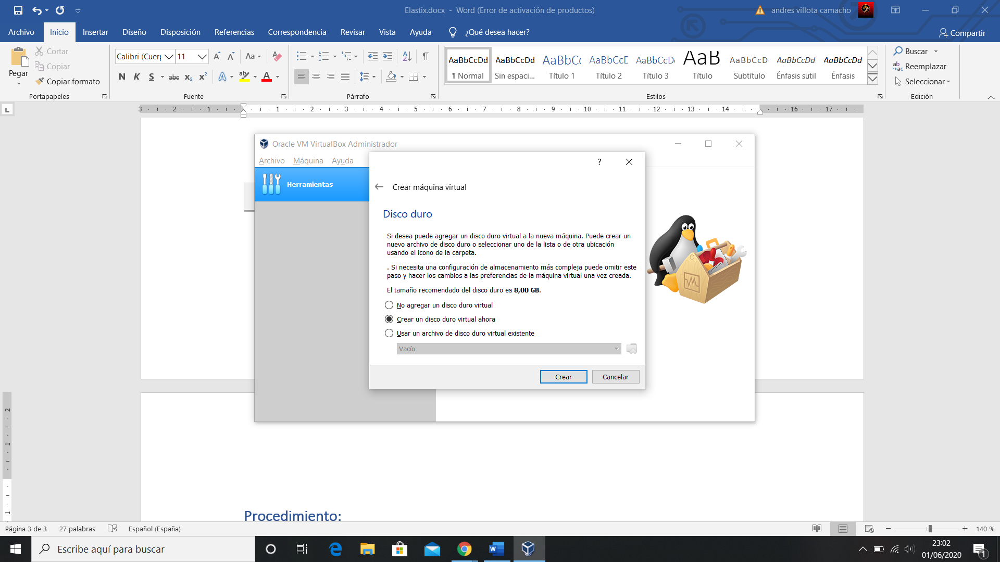 Elastix.docx - Word (Error de activación de productos)
andres villota camacho
Archivo Inicio Insertar Diseño Disposición Referencias Correspondencia Revisar Vista Ayuda ¿Qué desea hacer? Compartir
Pegar
Cortar
Copiar
Copiar formato
Portapapeles
Calibri (Cuerp 11 Aa
N K S abc x₂ x² A ab A
Fuente
Párrafo
AaBbCcDd AaBbCcDd AaBbC( AaBbCcE AaBbCcD( AaB AaBbCcD AaBbCcDd AaBbCcDd
¶ Normal Sin espaci... Título 1 Título 2 Título 3 Título Subtítulo Énfasis sutil Énfasis
Estilos
Buscar
Reemplazar
Seleccionar
Edición
3 2 1 1 2 3 4 5 6 7 8 9 10 11 12 13 14 16 17
Oracle VM VirtualBox Administrador
Archivo Máquina Ayuda
Herramientas
?
Crear máquina virtual
Disco duro
Si desea puede agregar un disco duro virtual a la nueva máquina. Puede crear un
nuevo archivo de disco duro o seleccionar uno de la lista o de otra ubicación
usando el icono de la carpeta.
. Si necesita una configuración de almacenamiento más compleja puede omitir este
paso y hacer los cambios a las preferencias de la máquina virtual una vez creada.
El tamaño recomendado del disco duro es 8,00 GB.
No agregar un disco duro virtual
Crear un disco duro virtual ahora
Usar un archivo de disco duro virtual existente
Vacío
Crear Cancelar
2
1
1
Procedimiento:
Página 3 de 3 27 palabras Español (España) 140 %
Escribe aquí para buscar
23:02
01/06/2020
1